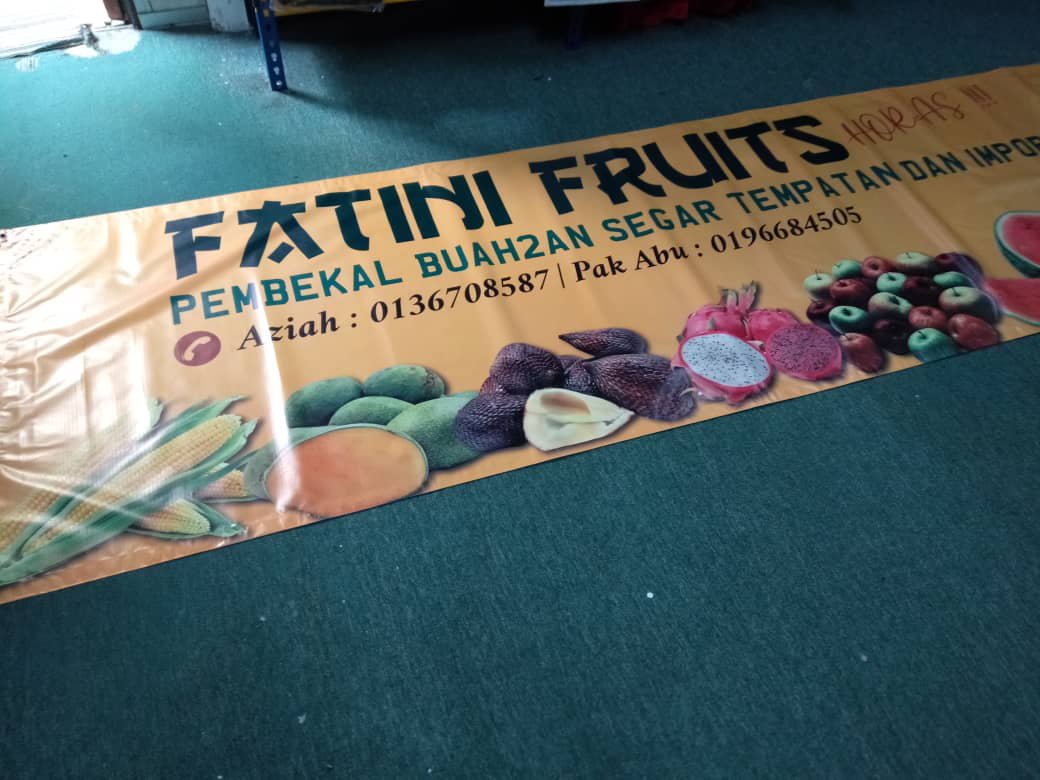 FATINI FRUITS HORAS !!!
PEMBEKAL BUAH2AN SEGAR TEMPATAN DAN IMPOR
Aziah : 0136708587 | Pak Abu : 0196684505